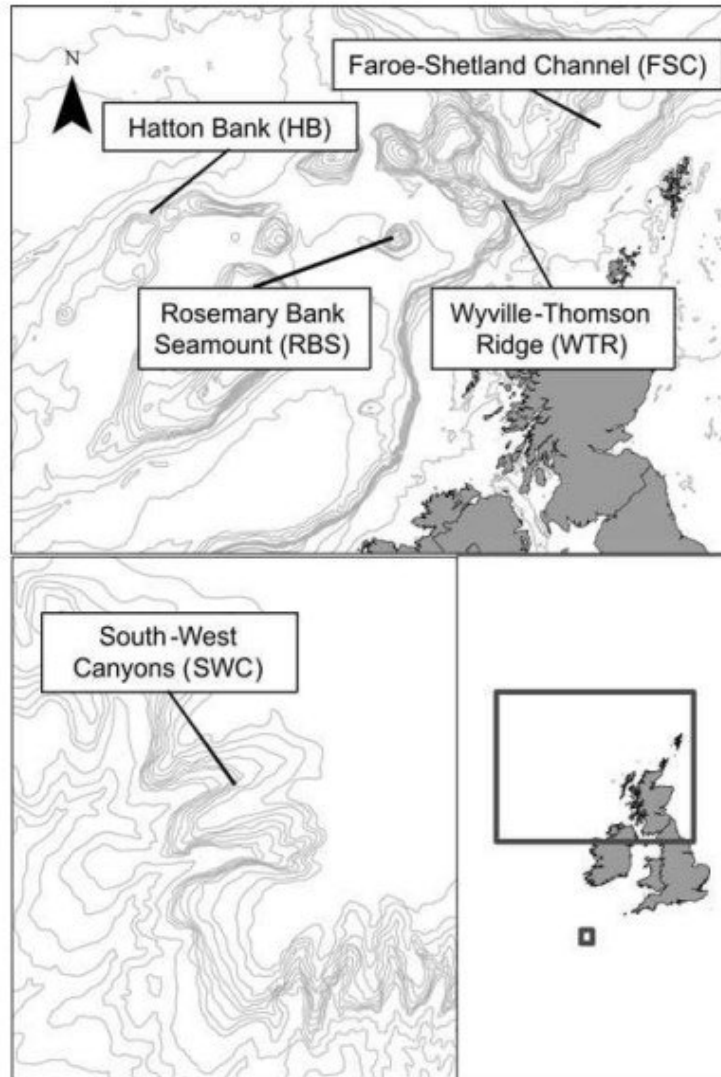 Faroe-Shetland Channel (FSC)
N
Hatton Bank (HB)
Rosemary Bank
Seamount (RBS)
Wyville-Thomson
Ridge (WTR)
South-West
Canyons (SWC)